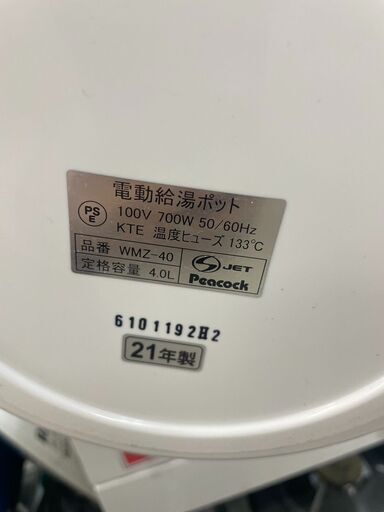 電動給湯ポット
PS
E
100V 700W 50/60Hz
KTE 温度ヒューズ 133℃
品番 WMZ-40
定格容量 4.0L
S JET
Peacock
6101192H2
21年製